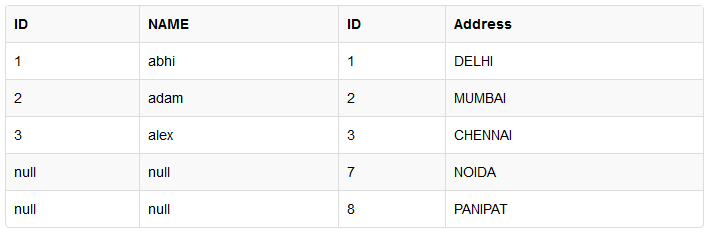 ID NAME ID Address
1 abhi 1 DELHI
2 adam 2 MUMBAI
3 alex 3 CHENNAI
null null 7 NOIDA
null null 8 PANIPAT